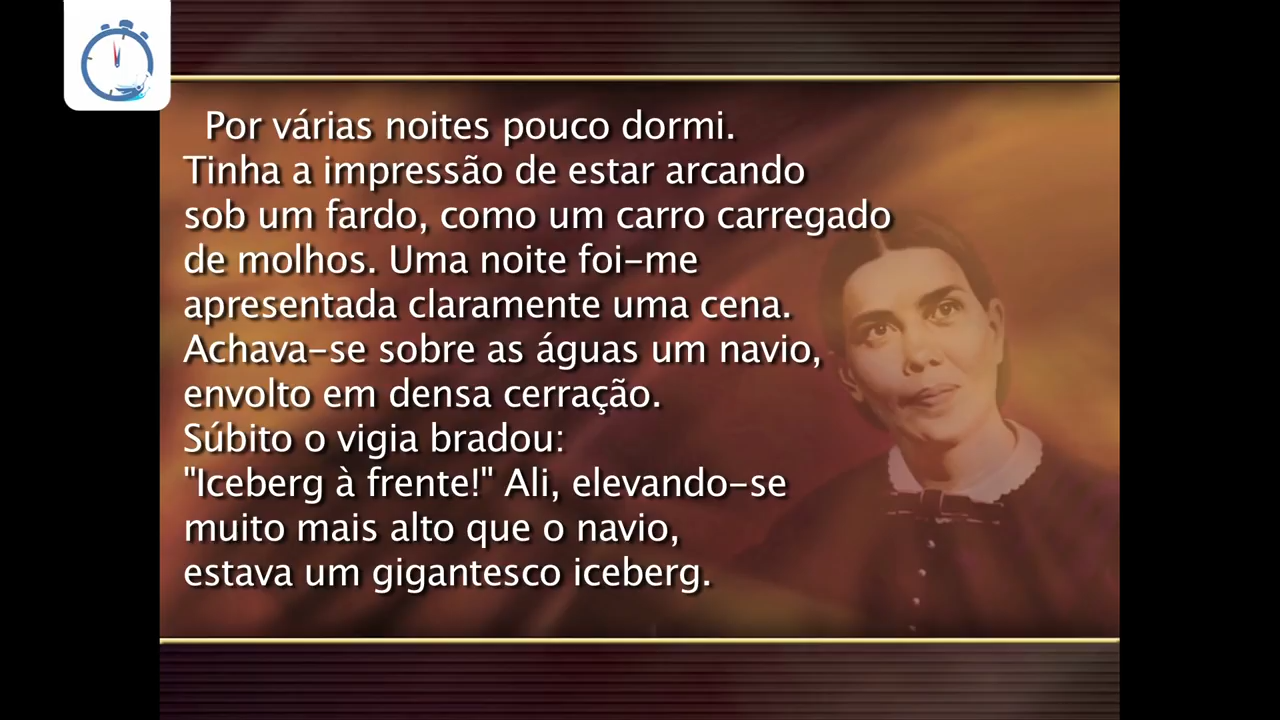 Por várias noites pouco dormi.
Tinha a impressão de estar arcando
sob um fardo, como um carro carregado
de molhos. Uma noite foi-me
apresentada claramente uma cena.
Achava-se sobre as águas um navio,
envolto em densa cerração.
Súbito o vigia bradou:
"Iceberg à frente!" Ali, elevando-se
muito mais alto que o navio,
estava um gigantesco iceberg.